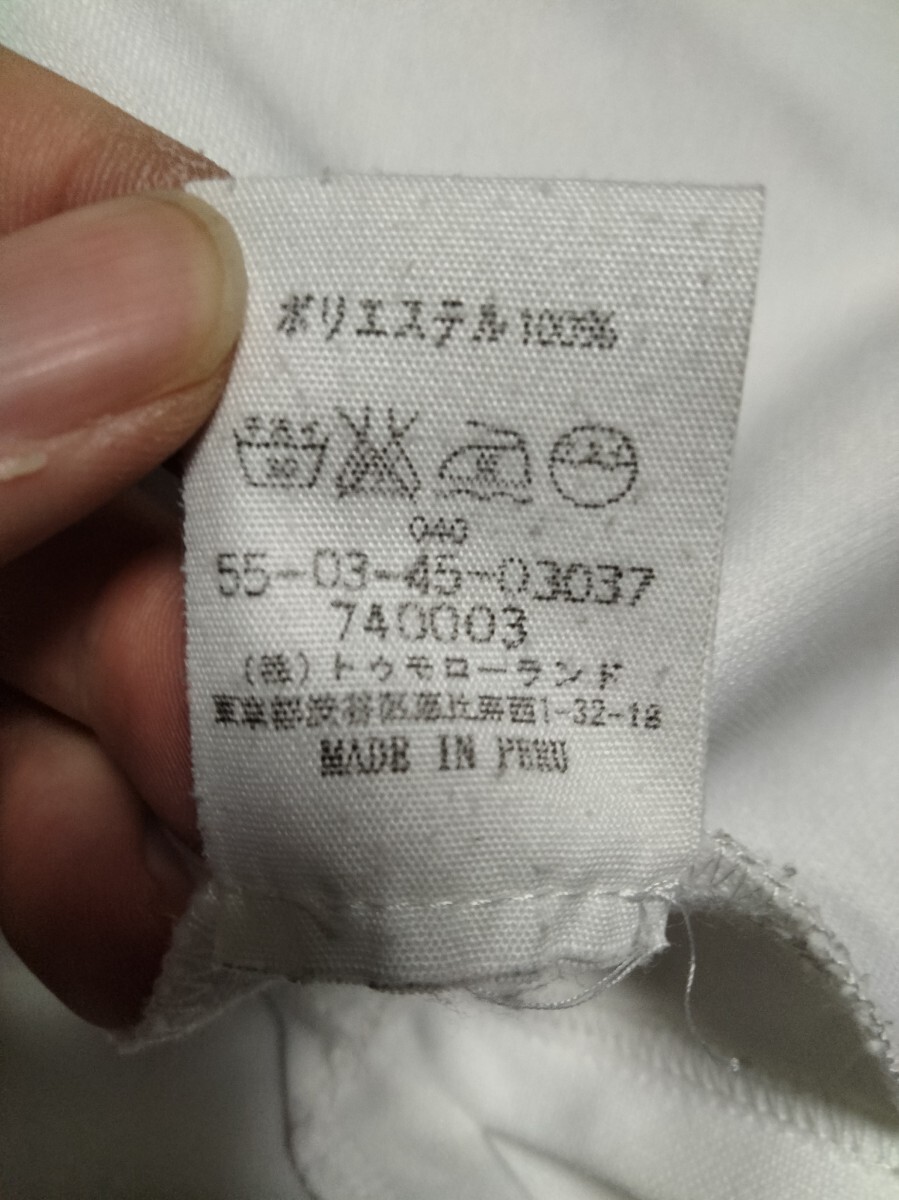 ポリエステル100%
30
040
55-03-45-03037
740003
(株)トゥモローランド
東京都渋谷区恵比寿西1-32-18
MADE IN PERU